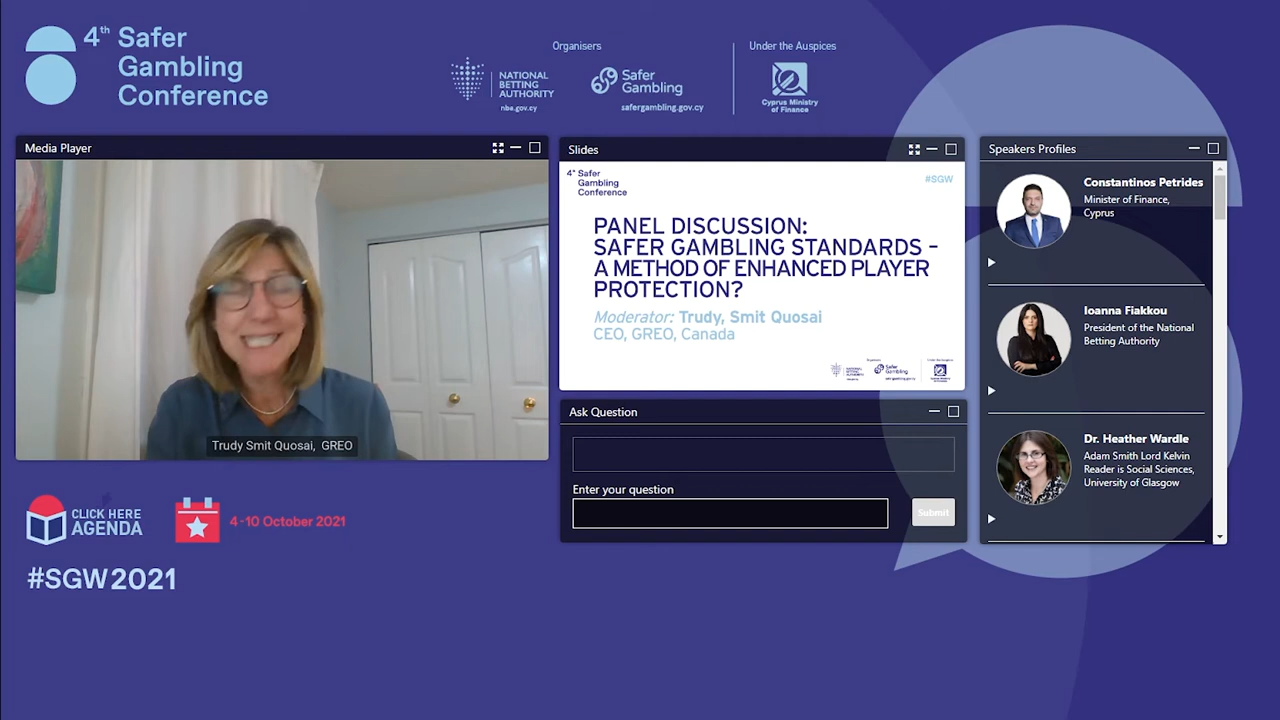 4th Safer
Gambling
Conference
Organisers
NATIONAL
BETTING
AUTHORITY
nba.gov.cy
Safer
Gambling
safergambling.gov.cy
Under the Auspices
Cyprus Ministry
of Finance
Media Player
Trudy Smit Quosai, GREO
Slides
4th Safer
Gambling
Conference
#SGW
PANEL DISCUSSION:
SAFER GAMBLING STANDARDS –
A METHOD OF ENHANCED PLAYER
PROTECTION?
Moderator: Trudy, Smit Quosai
CEO, GREO, Canada
Ask Question
Enter your question
Submit
Speakers Profiles
Constantinos Petrides
Minister of Finance,
Cyprus
Ioanna Fiakkou
President of the National
Betting Authority
Dr. Heather Wardle
Adam Smith Lord Kelvin
Reader is Social Sciences,
University of Glasgow
CLICK HERE
AGENDA
4-10 October 2021
#SGW2021